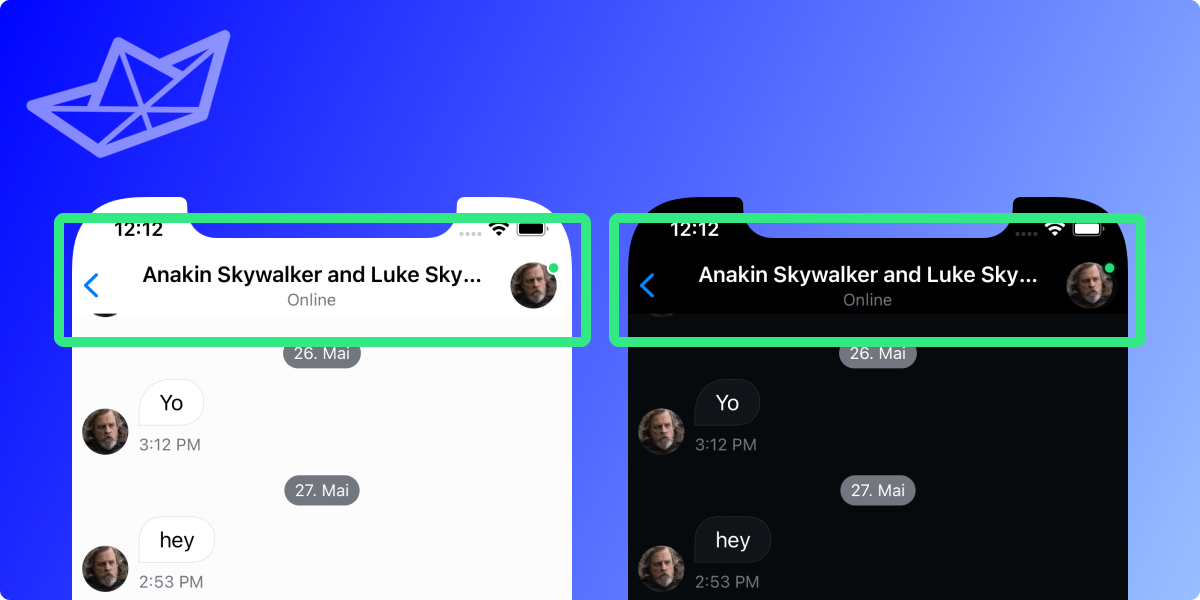 12:12
Anakin Skywalker and Luke Sky...
Online
26. Mai
Yo
3:12 PM
27. Mai
hey
2:53 PM
12:12
Anakin Skywalker and Luke Sky...
Online
26. Mai
Yo
3:12 PM
27. Mai
hey
2:53 PM